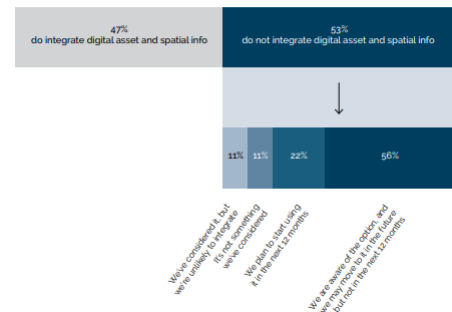 47%
do integrate digital asset and spatial info
53%
do not integrate digital asset and spatial info
11%
11%
22%
56%
We've considered it, but
we're unlikely to integrate
It's not something
we've considered
We plan to start using
it in the next 12 months
We are aware of the option, and
we may move to it in the future
but not in the next 12 months